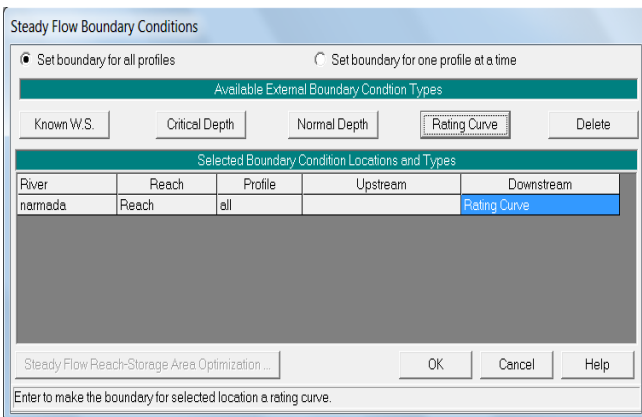 Steady Flow Boundary Conditions
Set boundary for all profiles Set boundary for one profile at a time
Available External Boundary Condtion Types
Known W.S. Critical Depth Normal Depth Rating Curve Delete
Selected Boundary Condition Locations and Types
River Reach Profile Upstream Downstream
narmada Reach all Rating Curve
Steady Flow Reach-Storage Area Optimization ... OK Cancel Help
Enter to make the boundary for selected location a rating curve.